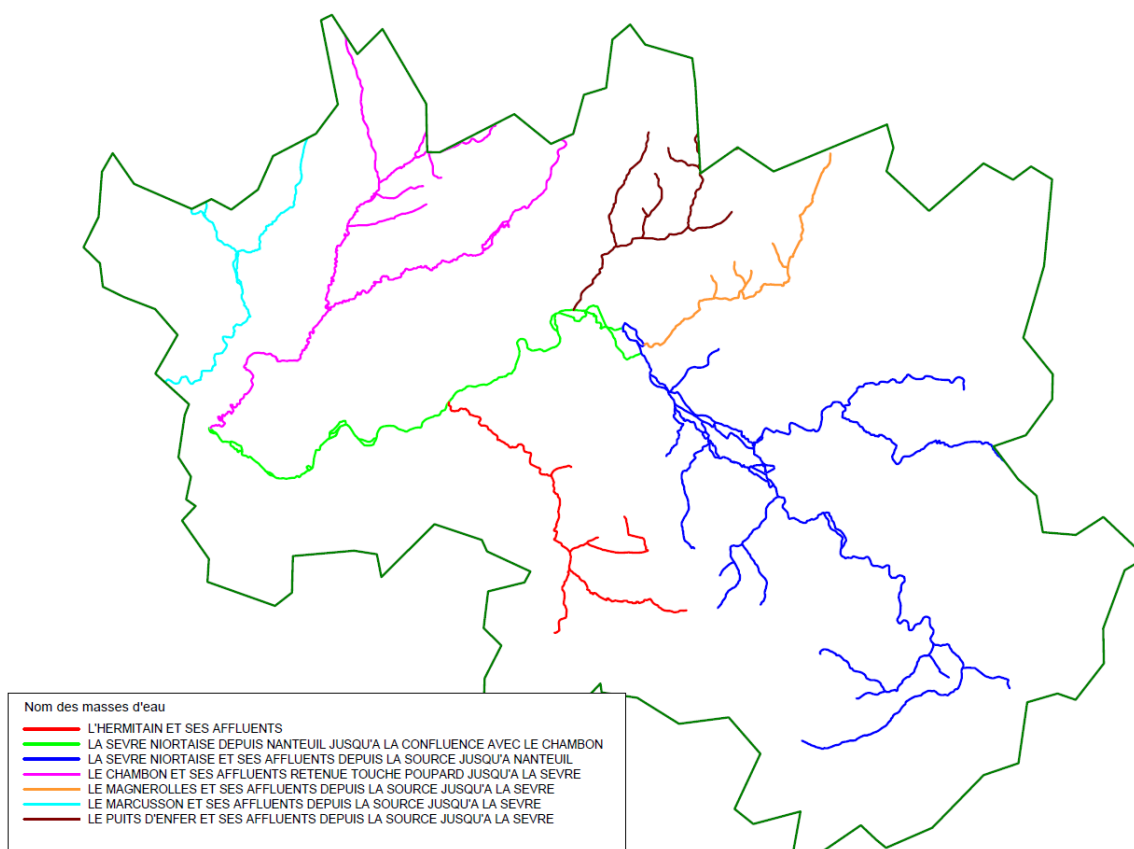 Nom des masses d'eau
L'HERMITAIN ET SES AFFLUENTS
LA SEVRE NIORTAISE DEPUIS NANTEUIL JUSQU'A LA CONFLUENCE AVEC LE CHAMBON
LA SEVRE NIORTAISE ET SES AFFLUENTS DEPUIS LA SOURCE JUSQU'A NANTEUIL
LE CHAMBON ET SES AFFLUENTS RETENUE TOUCHE POUPARD JUSQU'A LA SEVRE
LE MAGNEROLLES ET SES AFFLUENTS DEPUIS LA SOURCE JUSQU'A LA SEVRE
LE MARCUSSON ET SES AFFLUENTS DEPUIS LA SOURCE JUSQU'A LA SEVRE
LE PUITS D'ENFER ET SES AFFLUENTS DEPUIS LA SOURCE JUSQU'A LA SEVRE